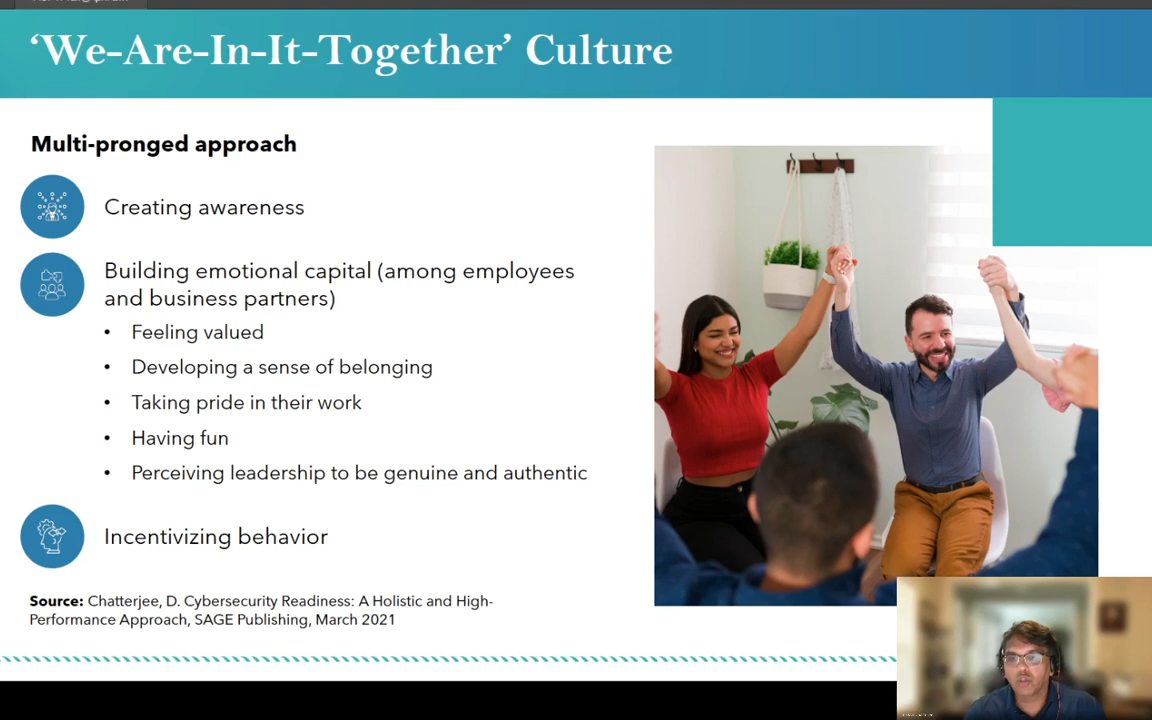 ‘We-Are-In-It-Together’ Culture
Multi-pronged approach
Creating awareness
Building emotional capital (among employees
and business partners)
• Feeling valued
• Developing a sense of belonging
• Taking pride in their work
• Having fun
• Perceiving leadership to be genuine and authentic
Incentivizing behavior
Source: Chatterjee, D. Cybersecurity Readiness: A Holistic and High-
Performance Approach, SAGE Publishing, March 2021